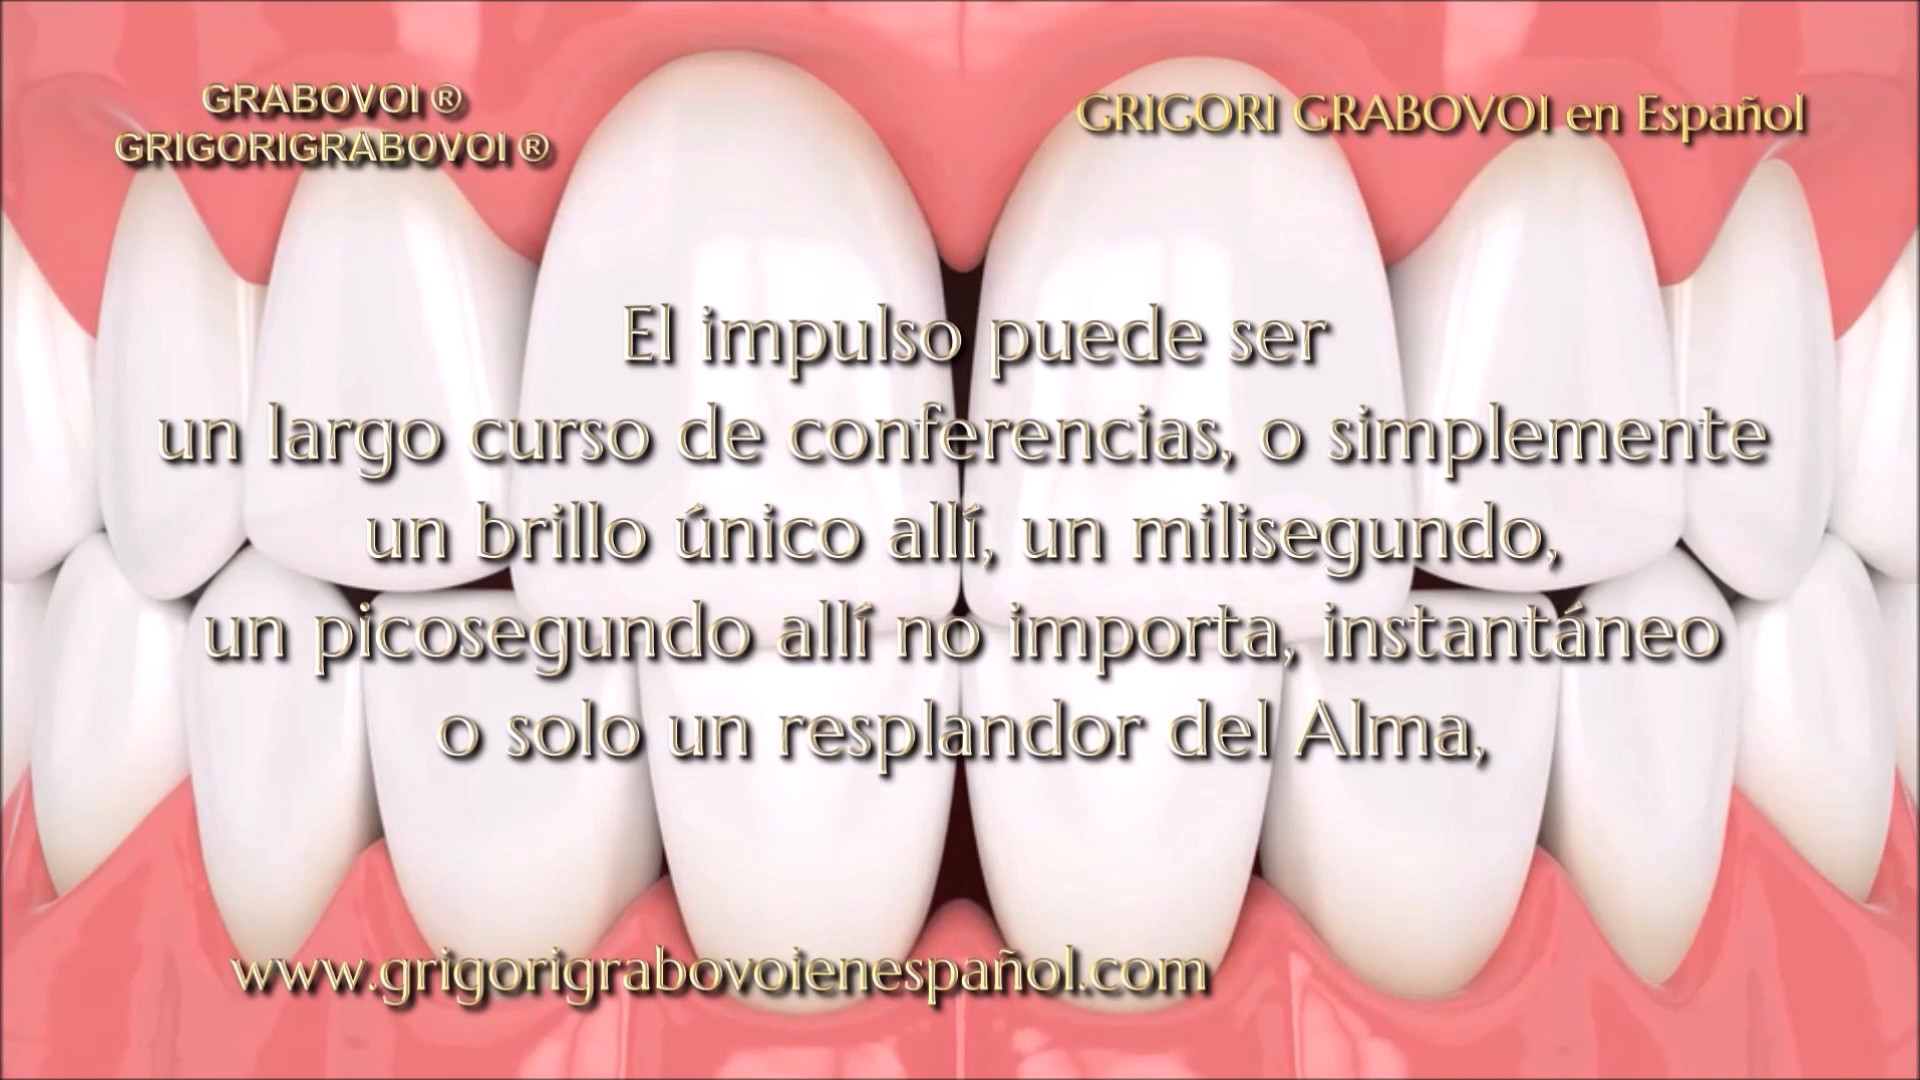 GRABOVOI ®
GRIGORIGRABOVOI ®
GRIGORI GRABOVOI en Español
El impulso puede ser
un largo curso de conferencias, o simplemente
un brillo único allí, un milisegundo,
un picosegundo allí no importa, instantáneo
o solo un resplandor del Alma,
www.grigorigrabovoienespañol.com